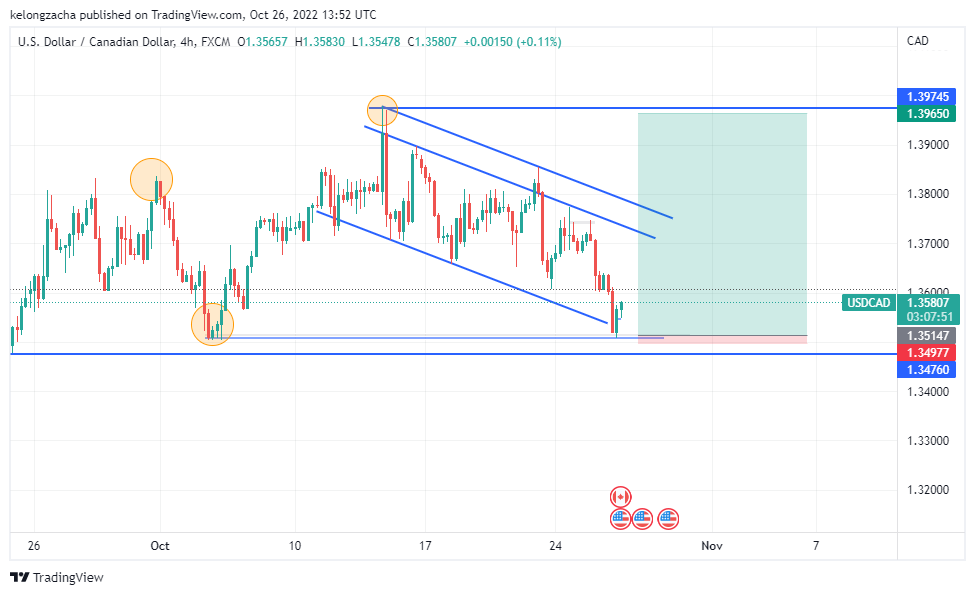 kelongzacha published on TradingView.com, Oct 26, 2022 13:52 UTC
U.S. Dollar / Canadian Dollar, 4h, FXCM O1.35657 H1.35830 L1.35478 C1.35807 +0.00150 (+0.11%)
CAD
1.39745
1.39650
1.39000
1.38000
1.37000
1.36000
USDCAD 1.35807
03:07:51
1.35147
1.34977
1.34760
1.34000
1.33000
1.32000
26 Oct 10 17 24 Nov 7
TradingView